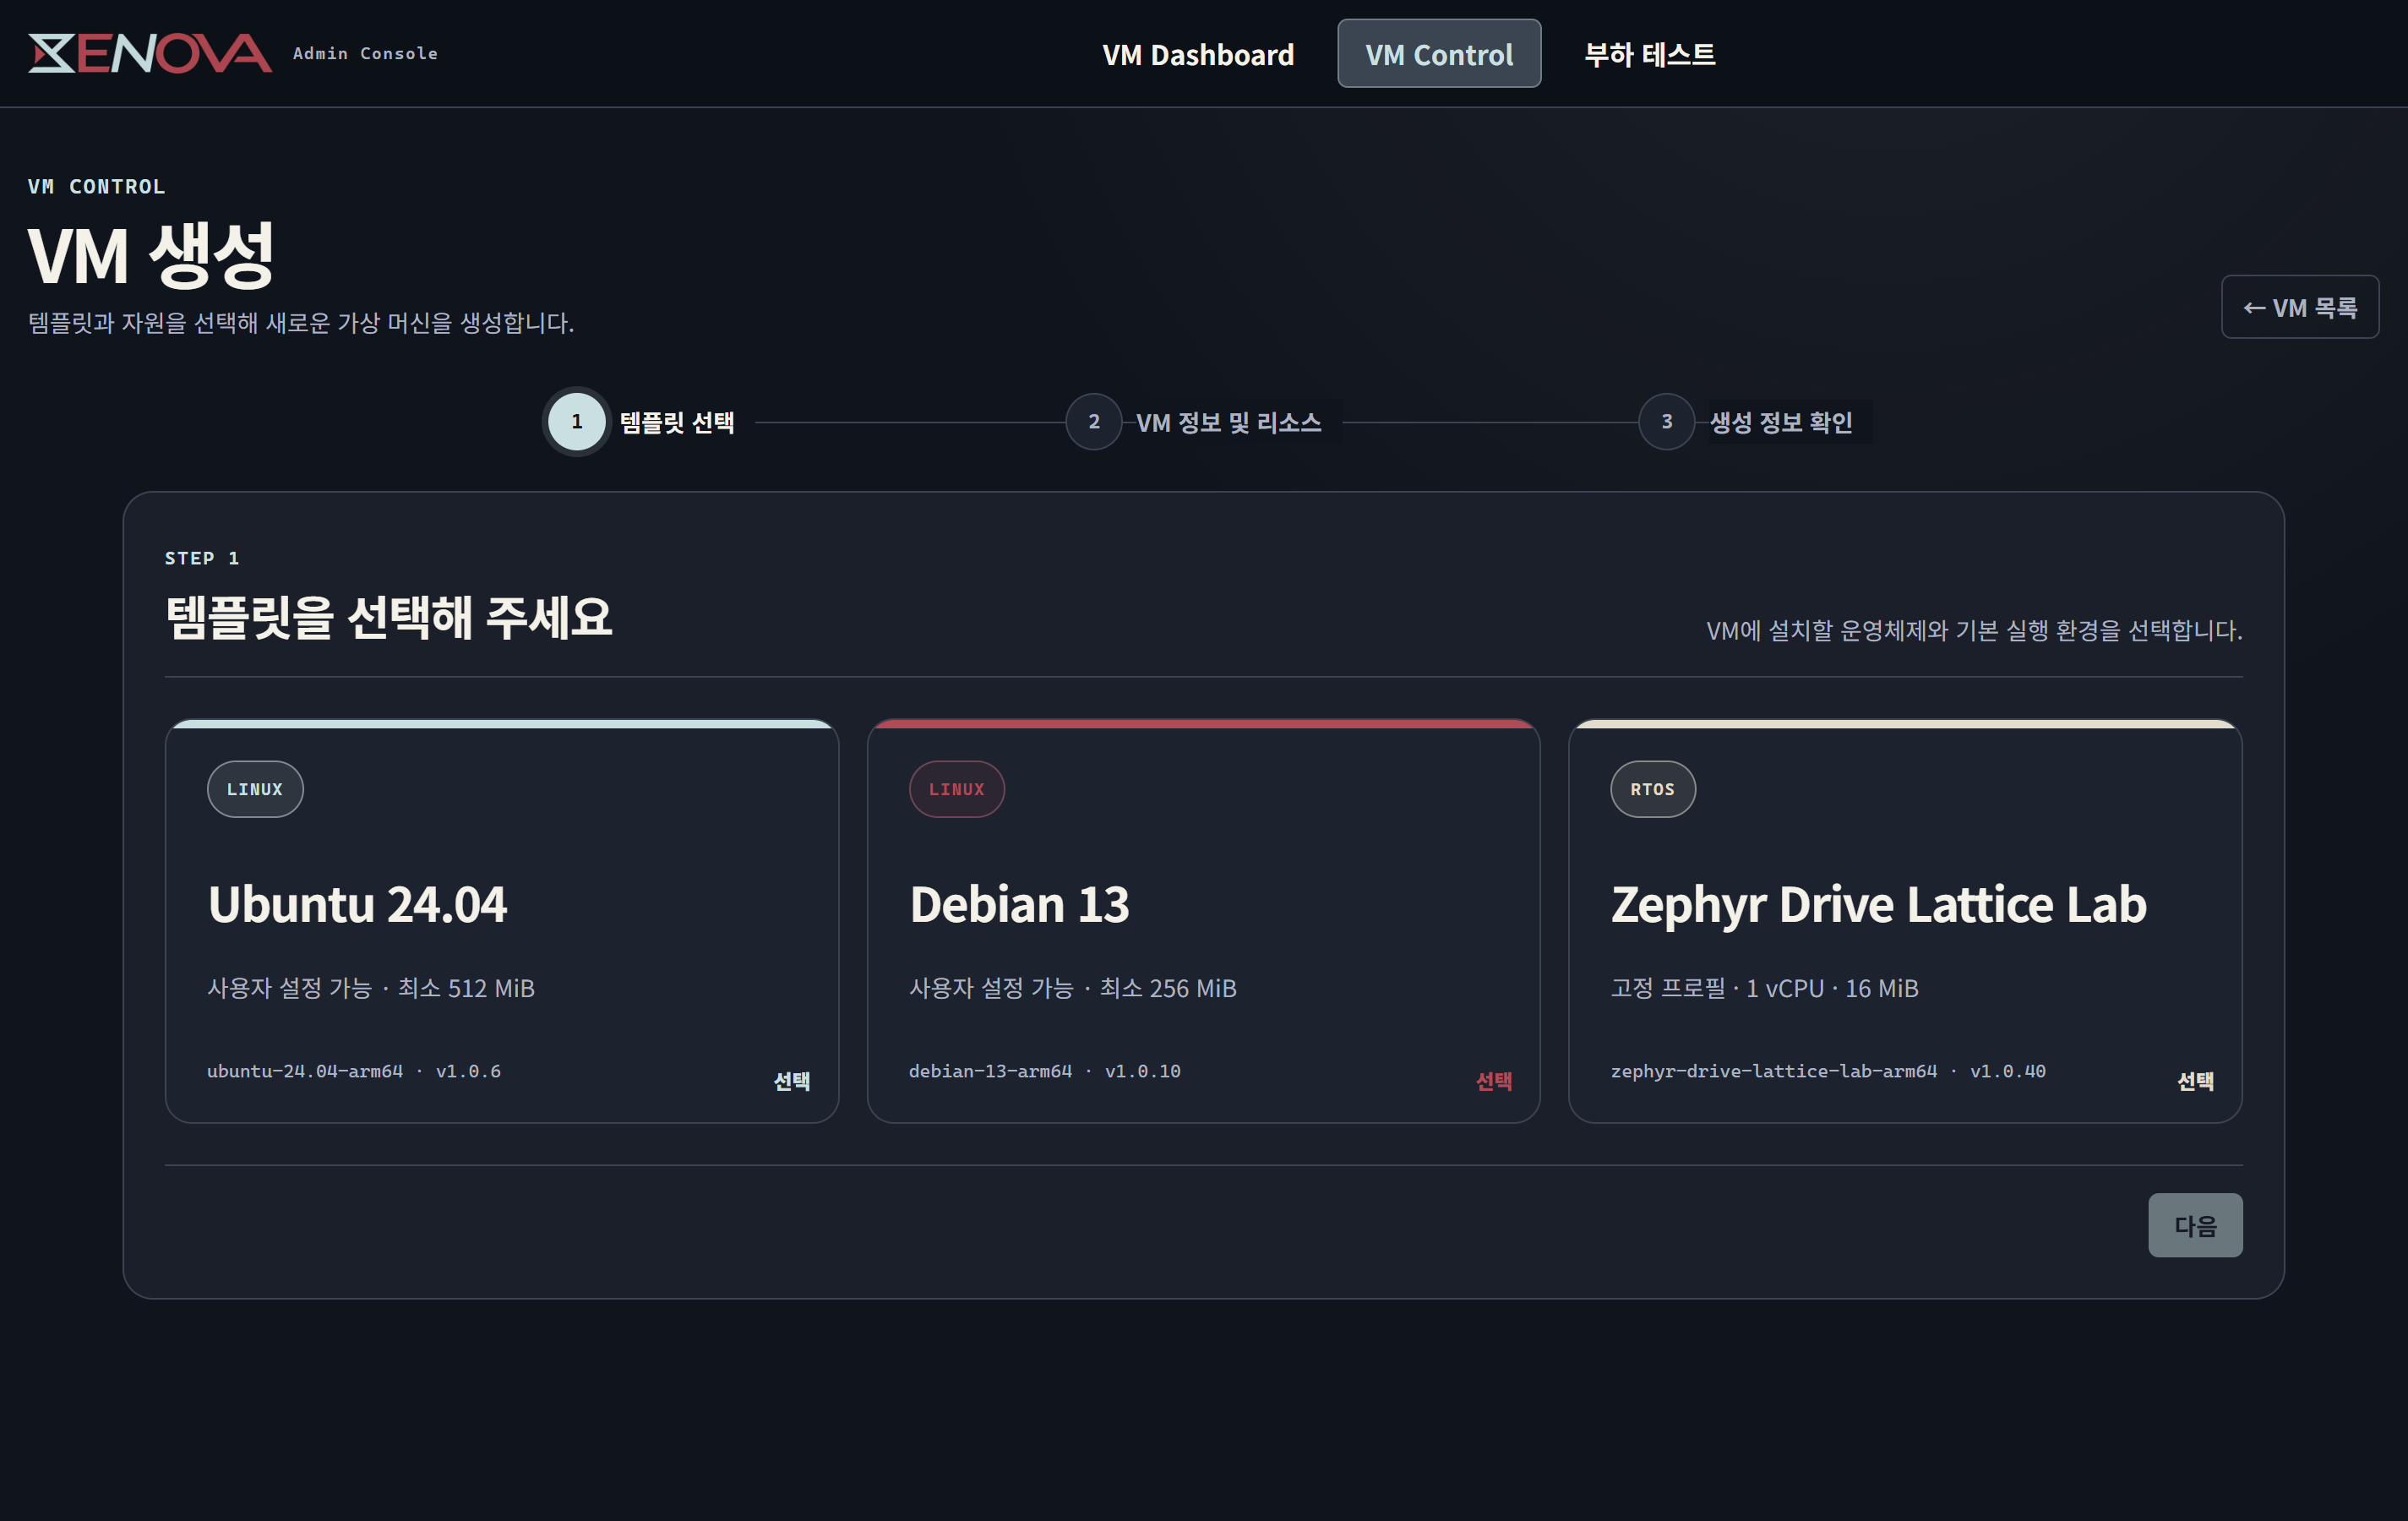 ZENOVA Admin Console
VM Dashboard
VM Control
부하 테스트
VM CONTROL
VM 생성
템플릿과 자원을 선택해 새로운 가상 머신을 생성합니다.
← VM 목록
1 템플릿 선택
2 VM 정보 및 리소스
3 생성 정보 확인
STEP 1
템플릿을 선택해 주세요
VM에 설치할 운영체제와 기본 실행 환경을 선택합니다.
LINUX
Ubuntu 24.04
사용자 설정 가능 · 최소 512 MiB
ubuntu-24.04-arm64 · v1.0.6
선택
LINUX
Debian 13
사용자 설정 가능 · 최소 256 MiB
debian-13-arm64 · v1.0.10
선택
RTOS
Zephyr Drive Lattice Lab
고정 프로필 · 1 vCPU · 16 MiB
zephyr-drive-lattice-lab-arm64 · v1.0.40
선택
다음